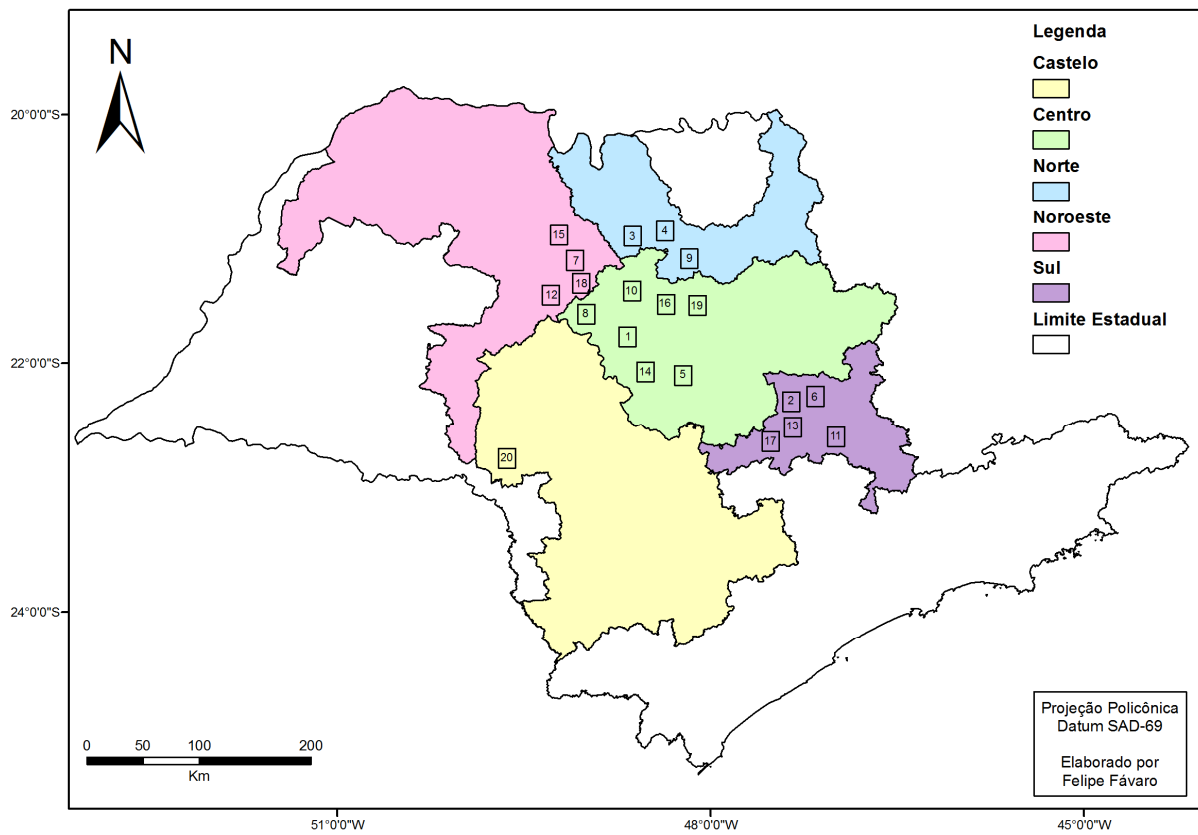 N
Legenda
Castelo
Centro
Norte
Noroeste
Sul
Limite Estadual
20°0'0"S
22°0'0"S
24°0'0"S
15
3
4
7
9
18
12
10
16
19
8
1
14
5
2
6
13
17
11
20
0 50 100 200
Km
Projeção Policônica
Datum SAD-69
Elaborado por
Felipe Fávaro
51°0'0"W
48°0'0"W
45°0'0"W